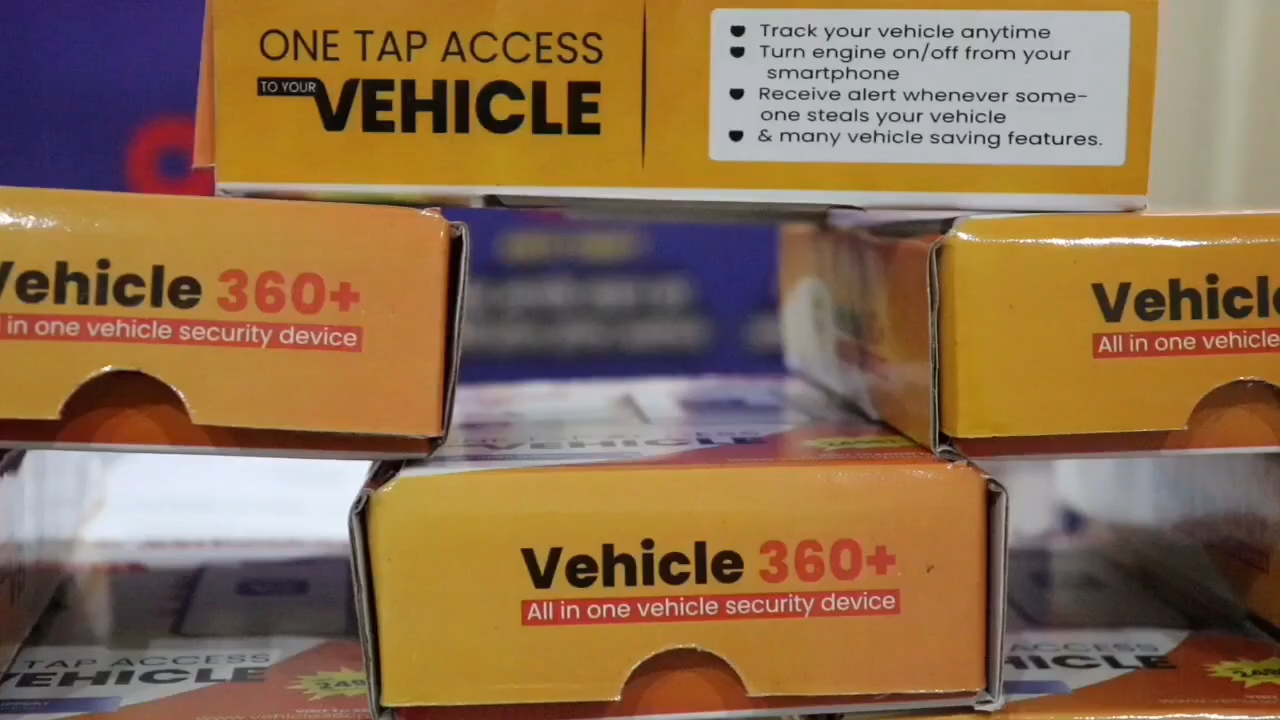 ONE TAP ACCESS
TO YOUR VEHICLE
Track your vehicle anytime
Turn engine on/off from your
smartphone
Receive alert whenever some-
one steals your vehicle
& many vehicle saving features.
Vehicle 360+
All in one vehicle security device
Vehicle
All in one vehicle
VEHICLE
Vehicle 360+
All in one vehicle security device
TAP ACCESS
VEHICLE
HICLE